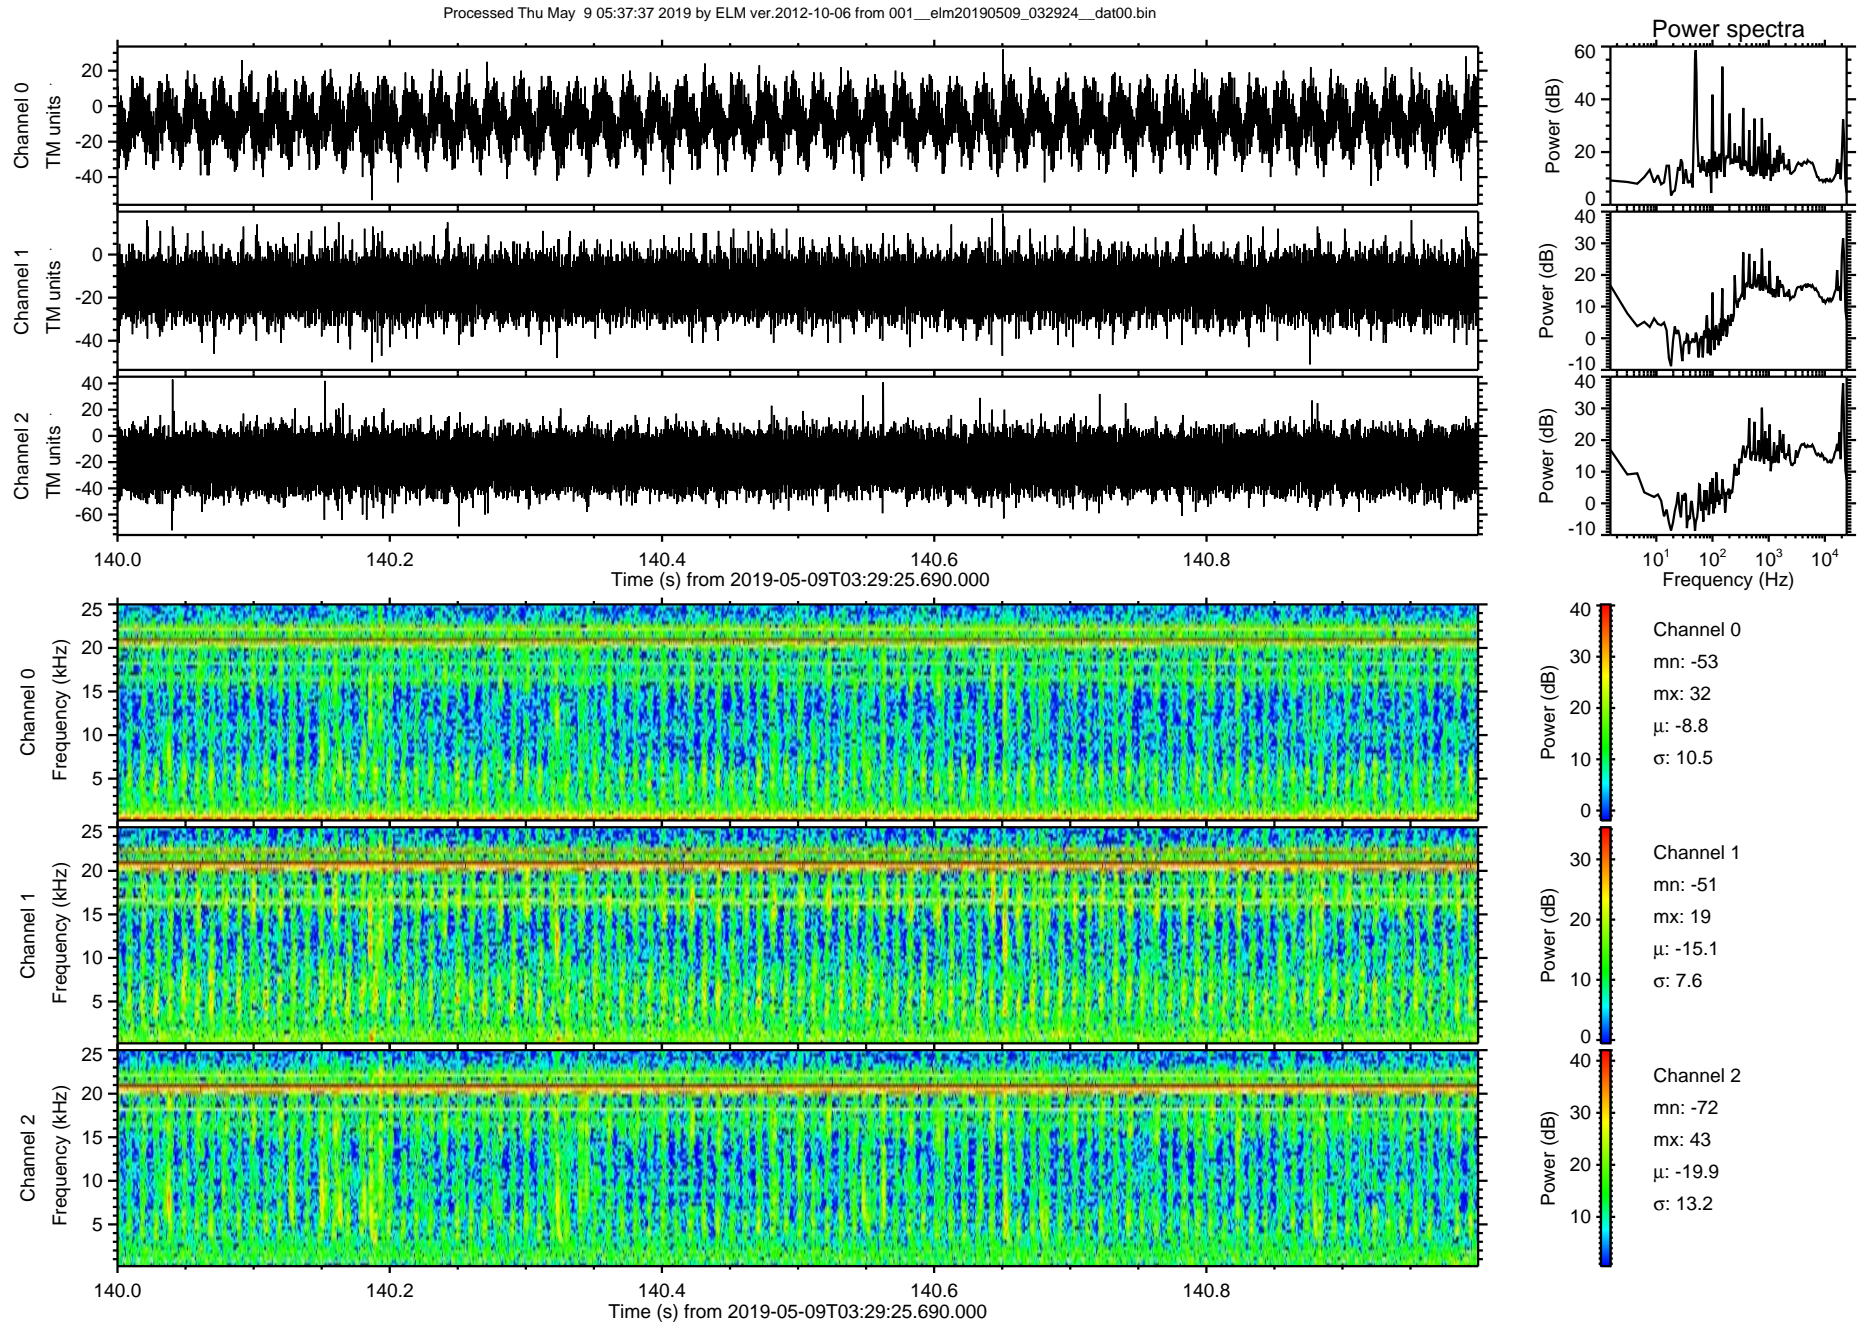 Processed Thu May  9 05:37:37 2019 by ELM ver.2012-10-06 from 001__elm20190509_032924__dat00.bin
Power spectra
Channel 0
TM units
20
0
-20
-40
Power (dB)
60
40
20
0
Channel 1
TM units
0
-20
-40
Power (dB)
40
30
20
10
0
-10
Channel 2
TM units
40
20
0
-20
-40
-60
Power (dB)
40
30
20
10
0
-10
140.0 140.2 140.4 140.6 140.8
Time (s) from 2019-05-09T03:29:25.690.000
10¹ 10² 10³ 10⁴
Frequency (Hz)
Channel 0
Frequency (kHz)
25
20
15
10
5
Power (dB)
40
30
20
10
0
Channel 0
mn: -53
mx: 32
μ: -8.8
σ: 10.5
Channel 1
Frequency (kHz)
25
20
15
10
5
Power (dB)
30
20
10
0
Channel 1
mn: -51
mx: 19
μ: -15.1
σ: 7.6
Channel 2
Frequency (kHz)
25
20
15
10
5
Power (dB)
40
30
20
10
Channel 2
mn: -72
mx: 43
μ: -19.9
σ: 13.2
140.0 140.2 140.4 140.6 140.8
Time (s) from 2019-05-09T03:29:25.690.000